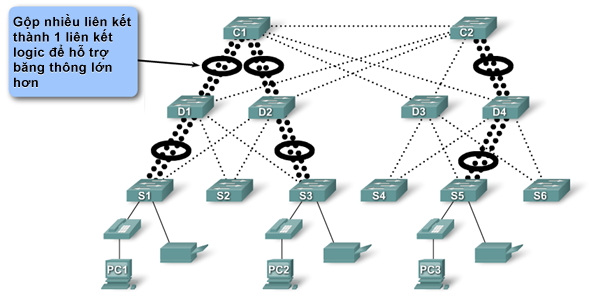 Gộp nhiều liên kết
thành 1 liên kết
logic để hỗ trợ
băng thông lớn
hơn
C1
C2
D1
D2
D3
D4
S1
S2
S3
S4
S5
S6
PC1
PC2
PC3